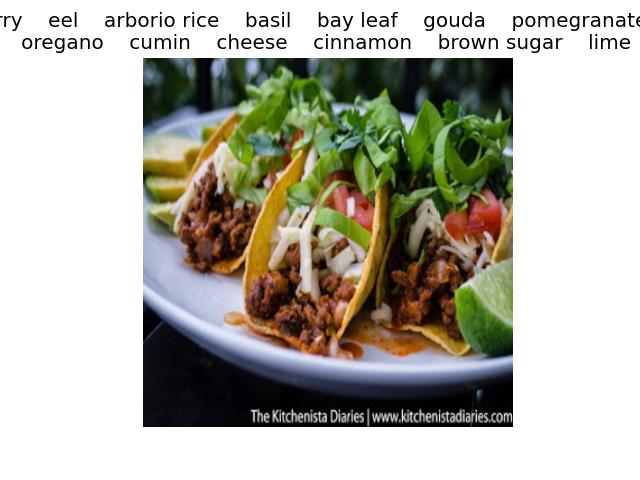 eel arborio rice basil bay leaf gouda pomegranate
oregano cumin cheese cinnamon brown sugar lime
The Kitchenista Diaries | www.kitchenistadiaries.com